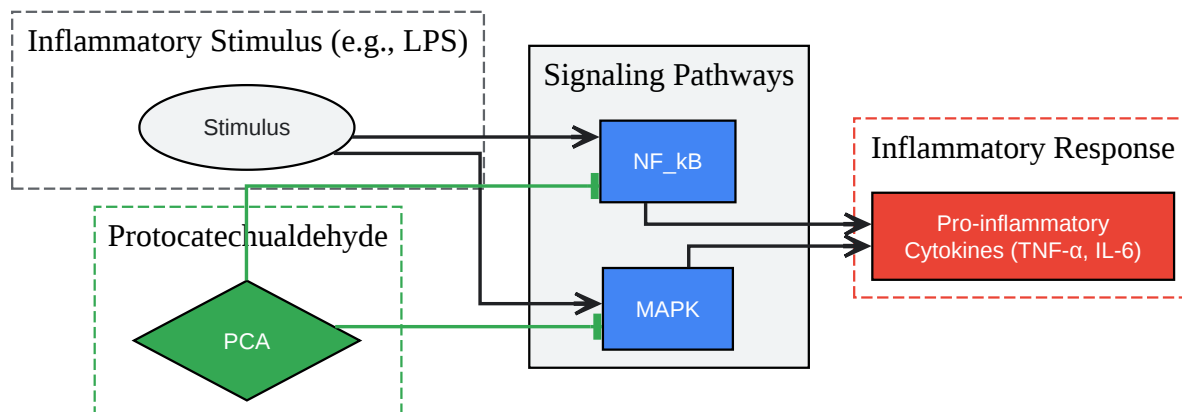 Inflammatory Stimulus (e.g., LPS)
Stimulus
Signaling Pathways
NF_kB
Inflammatory Response
Pro-inflammatory
Cytokines (TNF-α, IL-6)
Protocatechualdehyde
MAPK
PCA